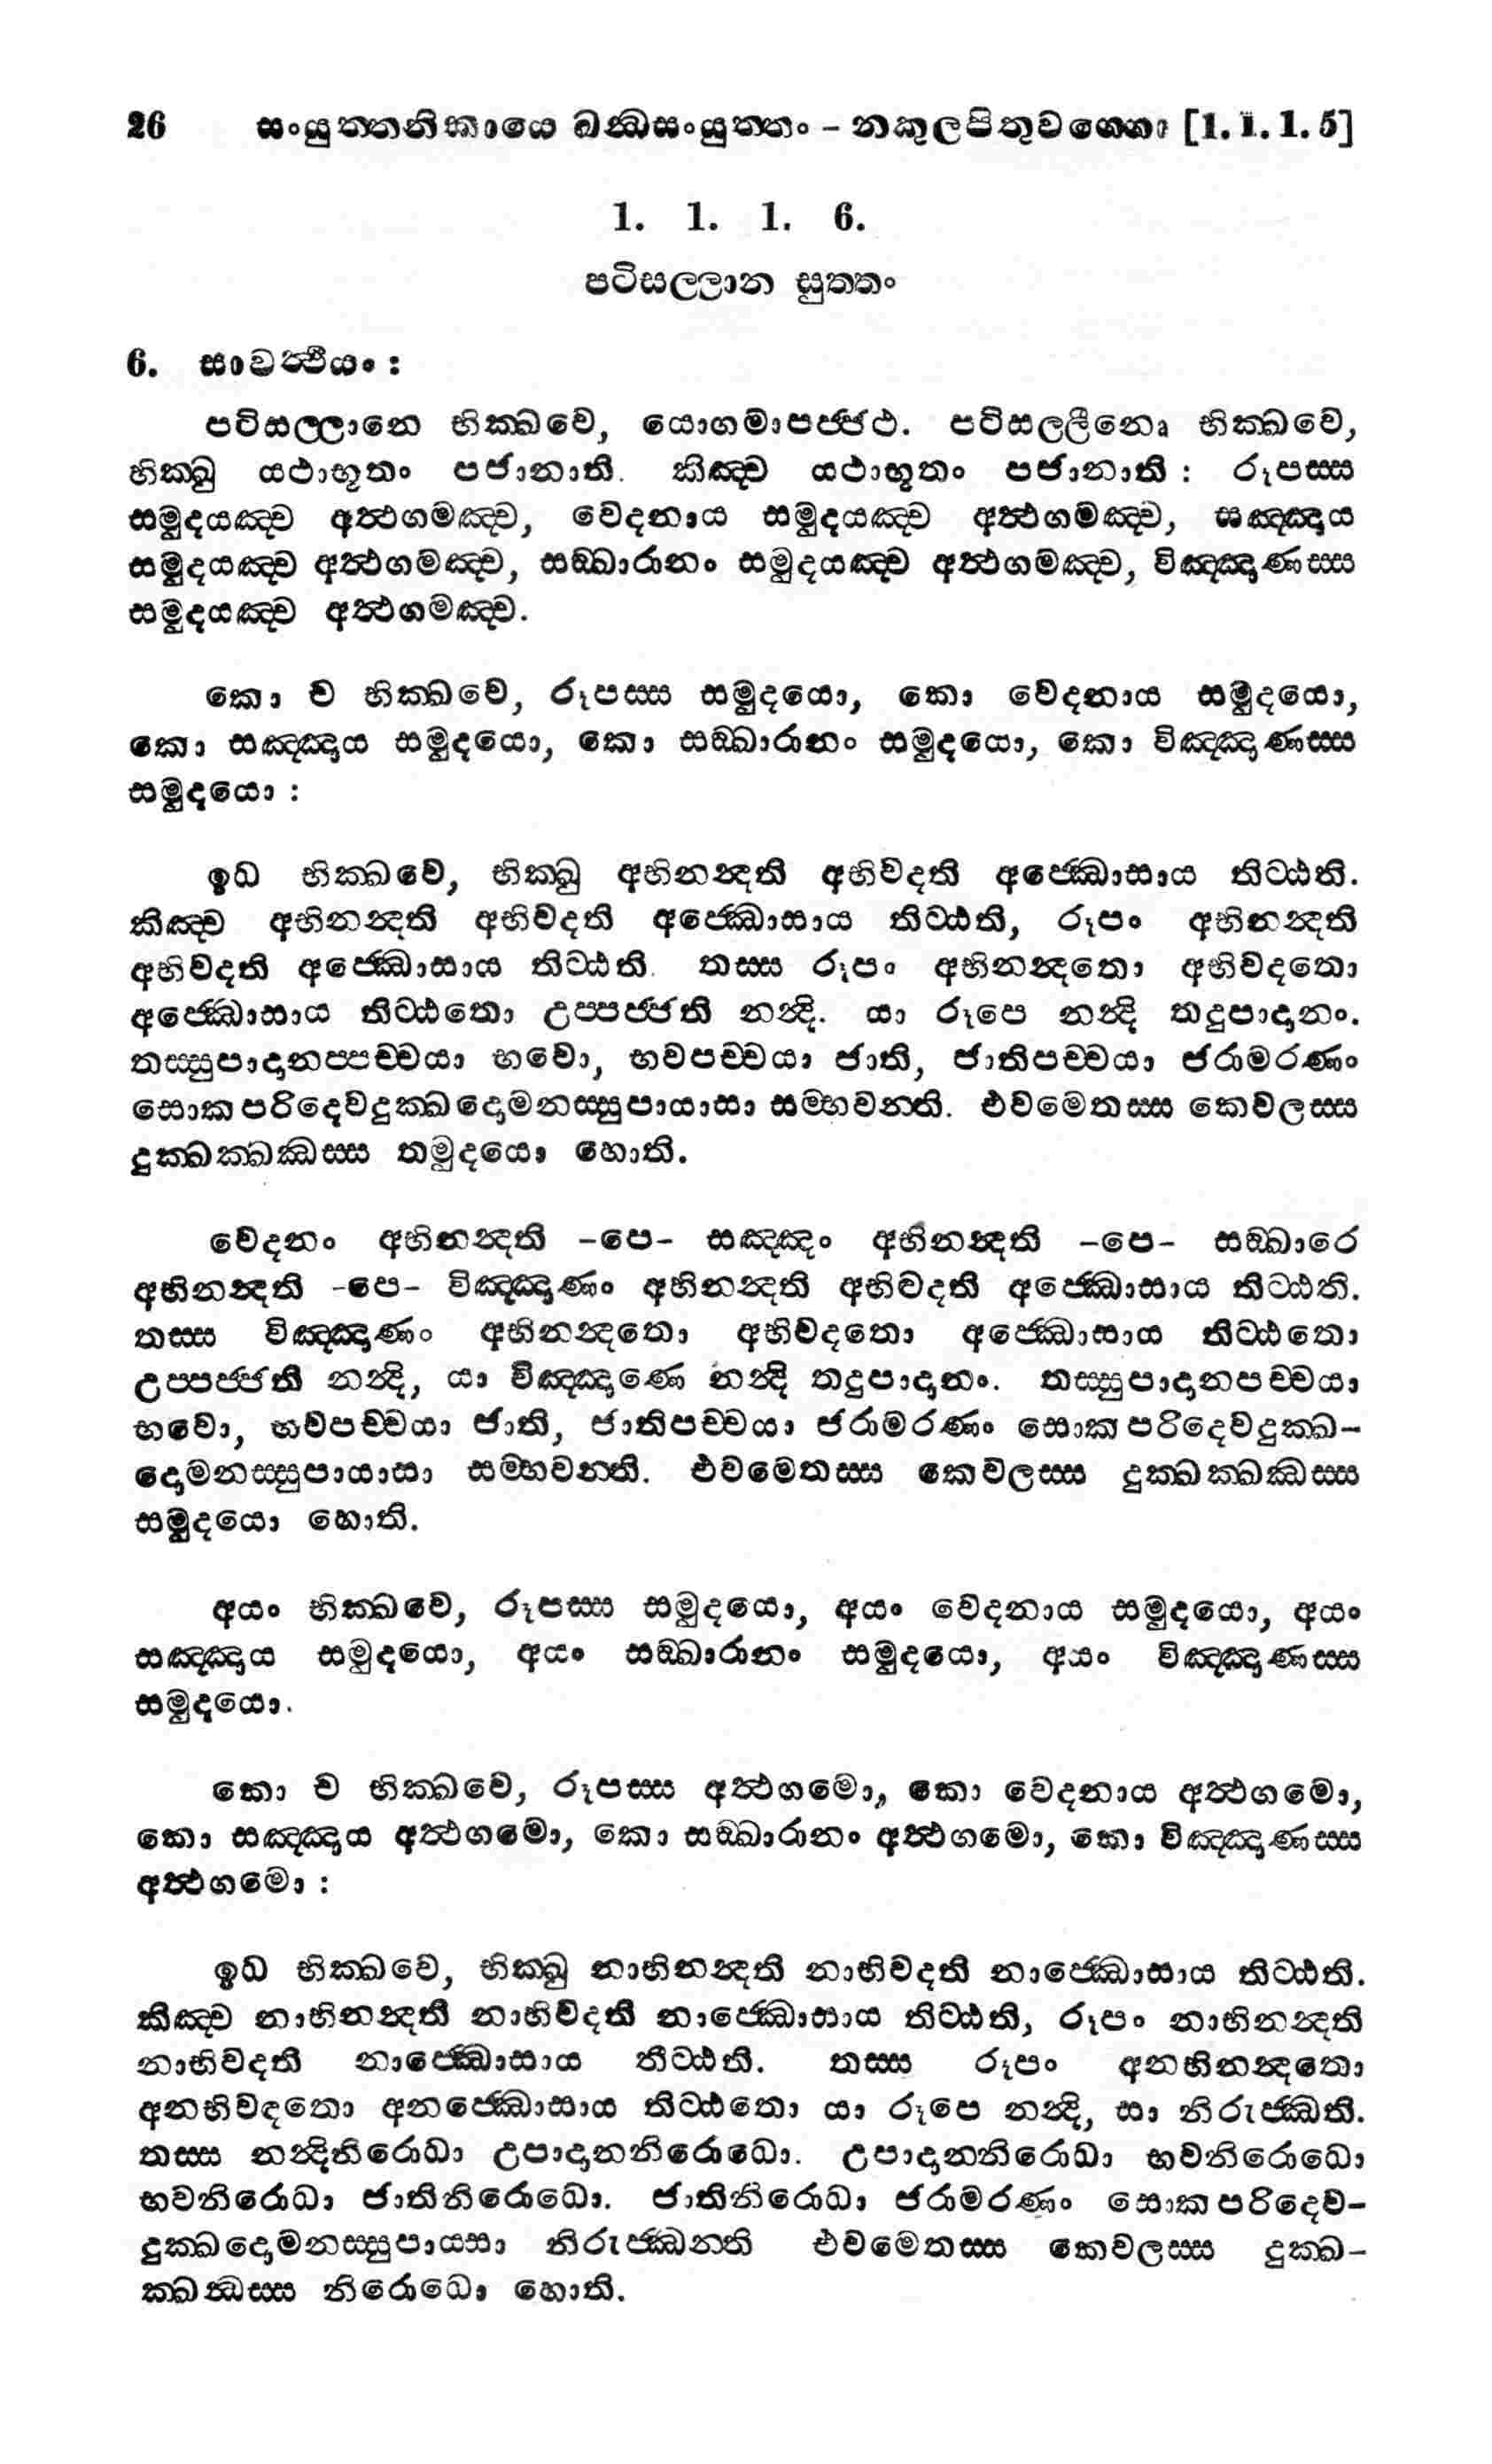 26 සංයුත්තනිකායෙ ඛන්ධසංයුත්තං – නකුලපිතුවග්ගො [1. 1. 1. 5]
1. 1. 1. 6.
පටිසල්ලාන සුත්තං
6. සාවත්ථියං :
පටිසල්ලානෙ භික්ඛවෙ, යොගමාපජ්ජථ. පටිසල්ලීනො භික්ඛවෙ,
භික්ඛු යථාභූතං පජානාති. කිඤ්ච යථාභූතං පජානාති : රූපස්ස
සමුදයඤ්ච අත්ථගමඤ්ච, වෙදනාය සමුදයඤ්ච අත්ථගමඤ්ච, සඤ්ඤාය
සමුදයඤ්ච අත්ථගමඤ්ච, සඞ්ඛාරානං සමුදයඤ්ච අත්ථගමඤ්ච, විඤ්ඤාණස්ස
සමුදයඤ්ච අත්ථගමඤ්ච.
කො ච භික්ඛවෙ, රූපස්ස සමුදයො, කො වෙදනාය සමුදයො,
කො සඤ්ඤාය සමුදයො, කො සඞ්ඛාරානං සමුදයො, කො විඤ්ඤාණස්ස
සමුදයො :
ඉධ භික්ඛවෙ, භික්ඛු අභිනන්දති අභිවදති අජ්ඣොසාය තිට්ඨති.
කිඤ්ච අභිනන්දති අභිවදති අජ්ඣොසාය තිට්ඨති, රූපං අභිනන්දති
අභිවදති අජ්ඣොසාය තිට්ඨති. තස්ස රූපං අභිනන්දතො අභිවදතො
අජ්ඣොසාය තිට්ඨතො උප්පජ්ජති නන්දි. යා රූපෙ නන්දි තදුපාදානං.
තස්සුපාදානප්පච්චයා භවො, භවපච්චයා ජාති, ජාතිපච්චයා ජරාමරණං
සොකපරිදෙවදුක්ඛදොමනස්සුපායාසා සම්භවන්ති. එවමෙතස්ස කෙවලස්ස
දුක්ඛක්ඛන්ධස්ස තමුදයො හොති.
වෙදනං අභිනන්දති –පෙ– සඤ්ඤං අභිනන්දති –පෙ– සඞ්ඛාරෙ
අභිනන්දති –පෙ– විඤ්ඤාණං අභිනන්දති අභිවදති අජ්ඣොසාය තිට්ඨති.
තස්ස විඤ්ඤාණං අභිනන්දතො අභිවදතො අජ්ඣොසාය තිට්ඨතො
උප්පජ්ජති නන්දි, යා විඤ්ඤාණෙ නන්දි තදුපාදානං. තස්සුපාදානපච්චයා
භවො, භවපච්චයා ජාති, ජාතිපච්චයා ජරාමරණං සොකපරිදෙවදුක්ඛ–
දොමනස්සුපායාසා සම්භවන්ති. එවමෙතස්ස කෙවලස්ස දුක්ඛක්ඛන්ධස්ස
සමුදයො හොති.
අයං භික්ඛවෙ, රූපස්ස සමුදයො, අයං වෙදනාය සමුදයො, අයං
සඤ්ඤාය සමුදයො, අයං සඞ්ඛාරානං සමුදයො, අයං විඤ්ඤාණස්ස
සමුදයො.
කො ච භික්ඛවෙ, රූපස්ස අත්ථගමො, කො වෙදනාය අත්ථගමො,
කො සඤ්ඤාය අත්ථගමො, කො සඞ්ඛාරානං අත්ථගමො, කො විඤ්ඤාණස්ස
අත්ථගමො :
ඉධ භික්ඛවෙ, භික්ඛු නාභිනන්දති නාභිවදති නාජ්ඣොසාය තිට්ඨති.
කිඤ්ච නාභිනන්දති නාභිවදති නාජ්ඣොසාය තිට්ඨති, රූපං නාභිනන්දති
නාභිවදති නාජ්ඣොසාය තිට්ඨති. තස්ස රූපං අනභිනන්දතො
අනභිවදතො අනජ්ඣොසාය තිට්ඨතො යා රූපෙ නන්දි, සා නිරුජ්ඣති.
තස්ස නන්දිනිරොධා උපාදානනිරොධො. උපාදානනිරොධා භවනිරොධො
භවනිරොධා ජාතිනිරොධො. ජාතිනිරොධා ජරාමරණං සොකපරිදෙව–
දුක්ඛදොමනස්සුපායසා නිරුජ්ඣන්ති එවමෙතස්ස කෙවලස්ස දුක්ඛ–
ක්ඛන්ධස්ස නිරොධො හොති.